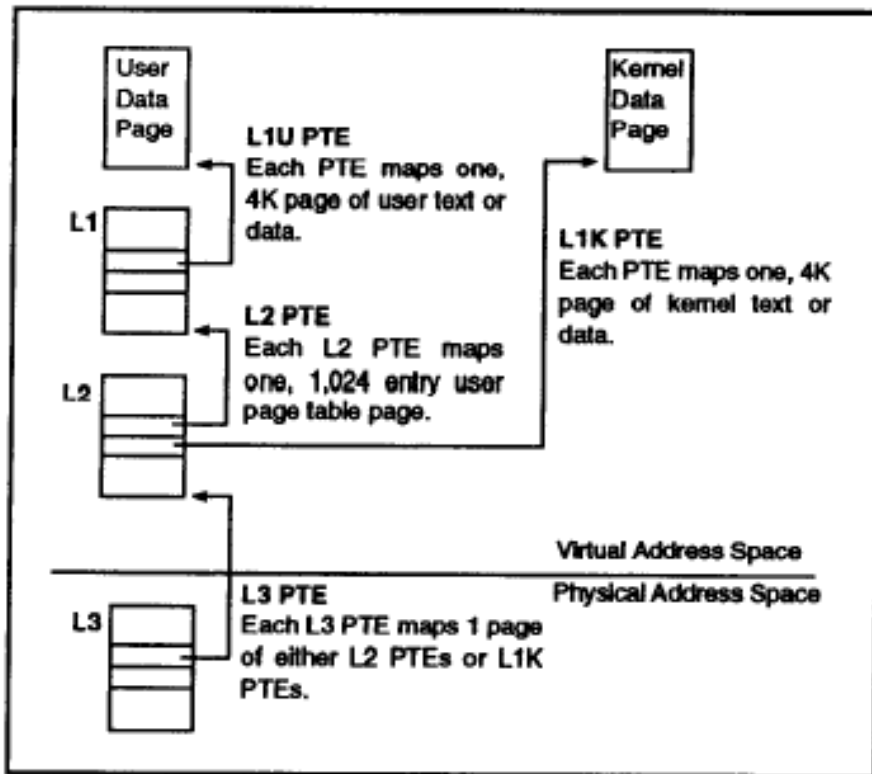 User
Data
Page
Kernel
Data
Page
L1U PTE
Each PTE maps one,
4K page of user text or
data.
L1
L1K PTE
Each PTE maps one, 4K
page of kernel text or
data.
L2 PTE
Each L2 PTE maps
one, 1,024 entry user
page table page.
L2
Virtual Address Space
Physical Address Space
L3 PTE
Each L3 PTE maps 1 page
of either L2 PTEs or L1K
PTEs.
L3